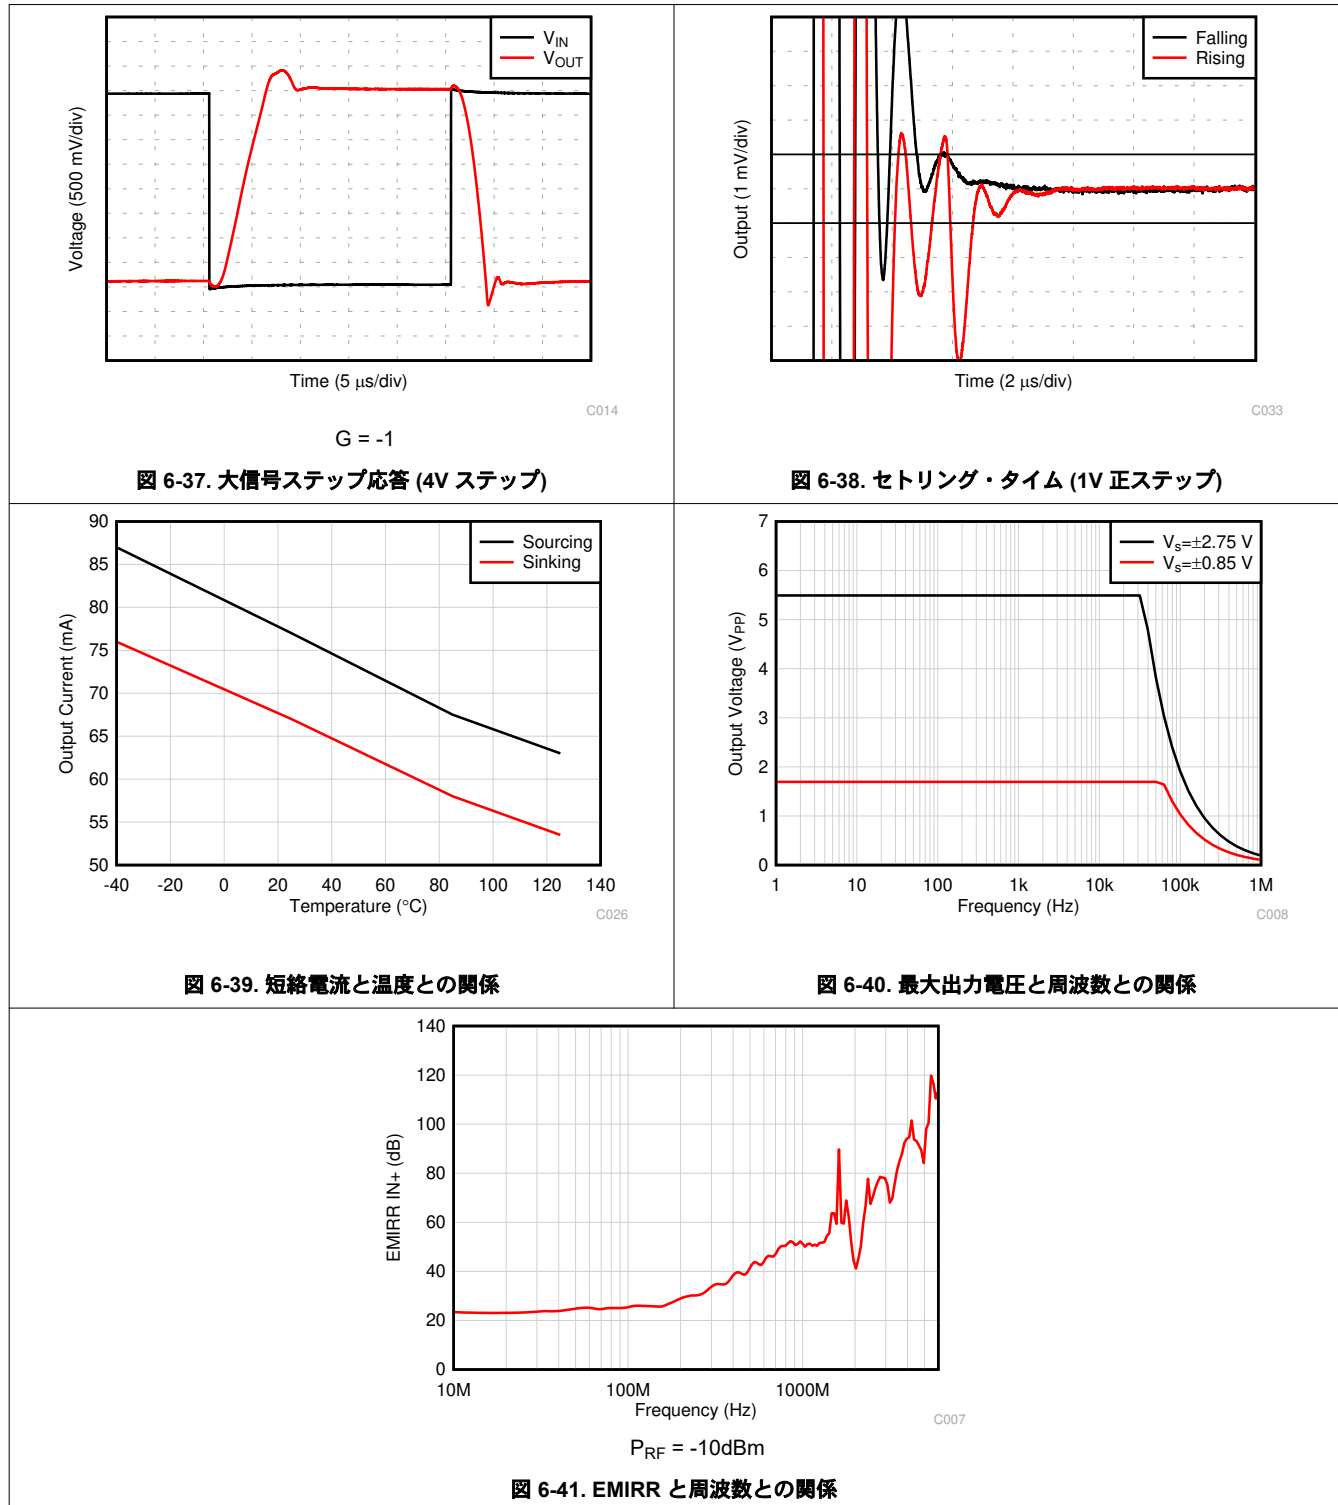 V_IN
V_OUT
Voltage (500 mV/div)
Time (5 μs/div)
C014
G = -1
図 6-37. 大信号ステップ応答 (4V ステップ)
Falling
Rising
Output (1 mV/div)
Time (2 μs/div)
C033
図 6-38. セトリング・タイム (1V 正ステップ)
90
85
80
75
70
65
60
55
50
Output Current (mA)
Sourcing
Sinking
-40 -20 0 20 40 60 80 100 120 140
Temperature (°C)
C026
図 6-39. 短絡電流と温度との関係
7
6
5
4
3
2
1
0
Output Voltage (V_PP)
V_s=±2.75 V
V_s=±0.85 V
1 10 100 1k 10k 100k 1M
Frequency (Hz)
C008
図 6-40. 最大出力電圧と周波数との関係
140
120
100
80
60
40
20
0
EMIRR IN+ (dB)
10M 100M 1000M
Frequency (Hz)
C007
P_RF = -10dBm
図 6-41. EMIRR と周波数との関係